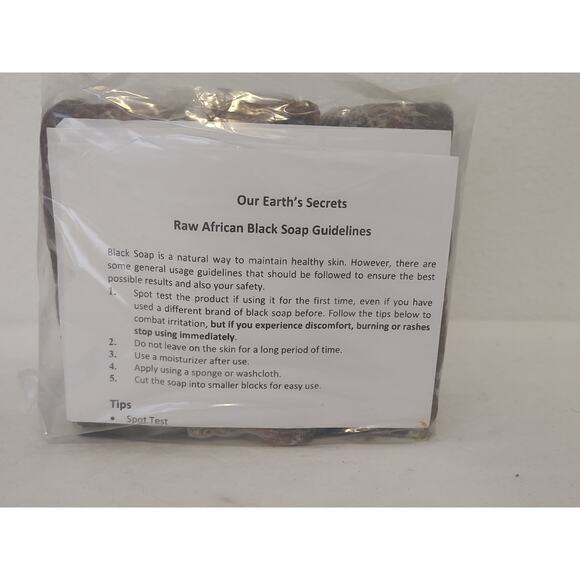 Our Earth's Secrets
Raw African Black Soap Guidelines
Black Soap is a natural way to maintain healthy skin. However, there are
some general usage guidelines that should be followed to ensure the best
possible results and also your safety.
1. Spot test the product if using it for the first time, even if you have
used a different brand of black soap before. Follow the tips below to
combat irritation, but if you experience discomfort, burning or rashes
stop using immediately.
2. Do not leave on the skin for a long period of time.
3. Use a moisturizer after use.
4. Apply using a sponge or washcloth.
5. Cut the soap into smaller blocks for easy use.
Tips
• Spot Test